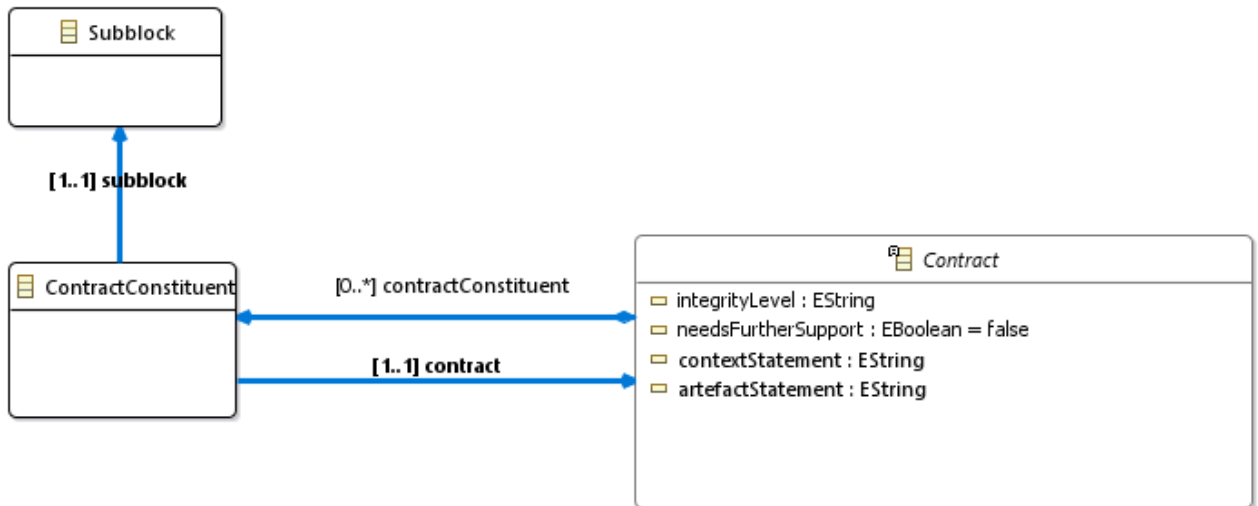 Subblock
[1..1] subblock
ContractConstituent
[0..*] contractConstituent
[1..1] contract
Contract
integrityLevel : EString
needsFurtherSupport : EBoolean = false
contextStatement : EString
artefactStatement : EString